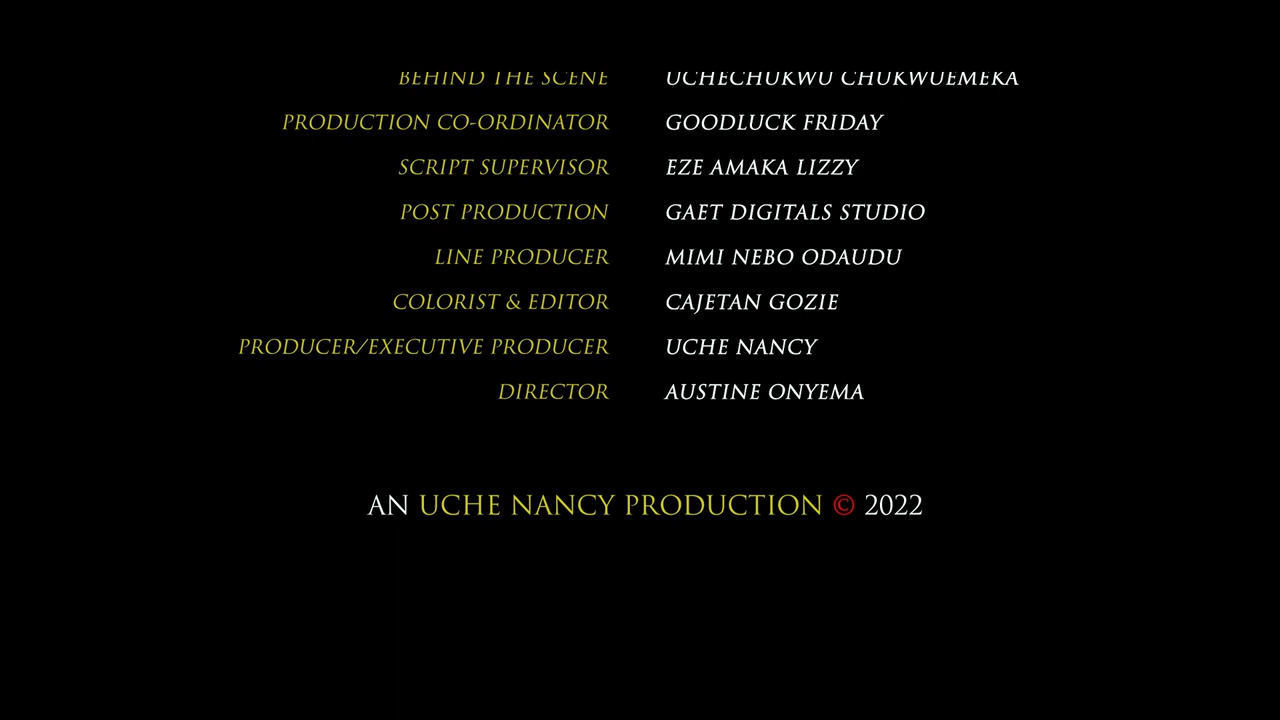 BEHIND THE SCENE UCHECHUKWU CHUKWUEMEKA
PRODUCTION CO-ORDINATOR GOODLUCK FRIDAY
SCRIPT SUPERVISOR EZE AMAKA LIZZY
POST PRODUCTION GAET DIGITALS STUDIO
LINE PRODUCER MIMI NEBO ODAUDU
COLORIST & EDITOR CAJETAN GOZIE
PRODUCER/EXECUTIVE PRODUCER UCHE NANCY
DIRECTOR AUSTINE ONYEMA
AN UCHE NANCY PRODUCTION © 2022